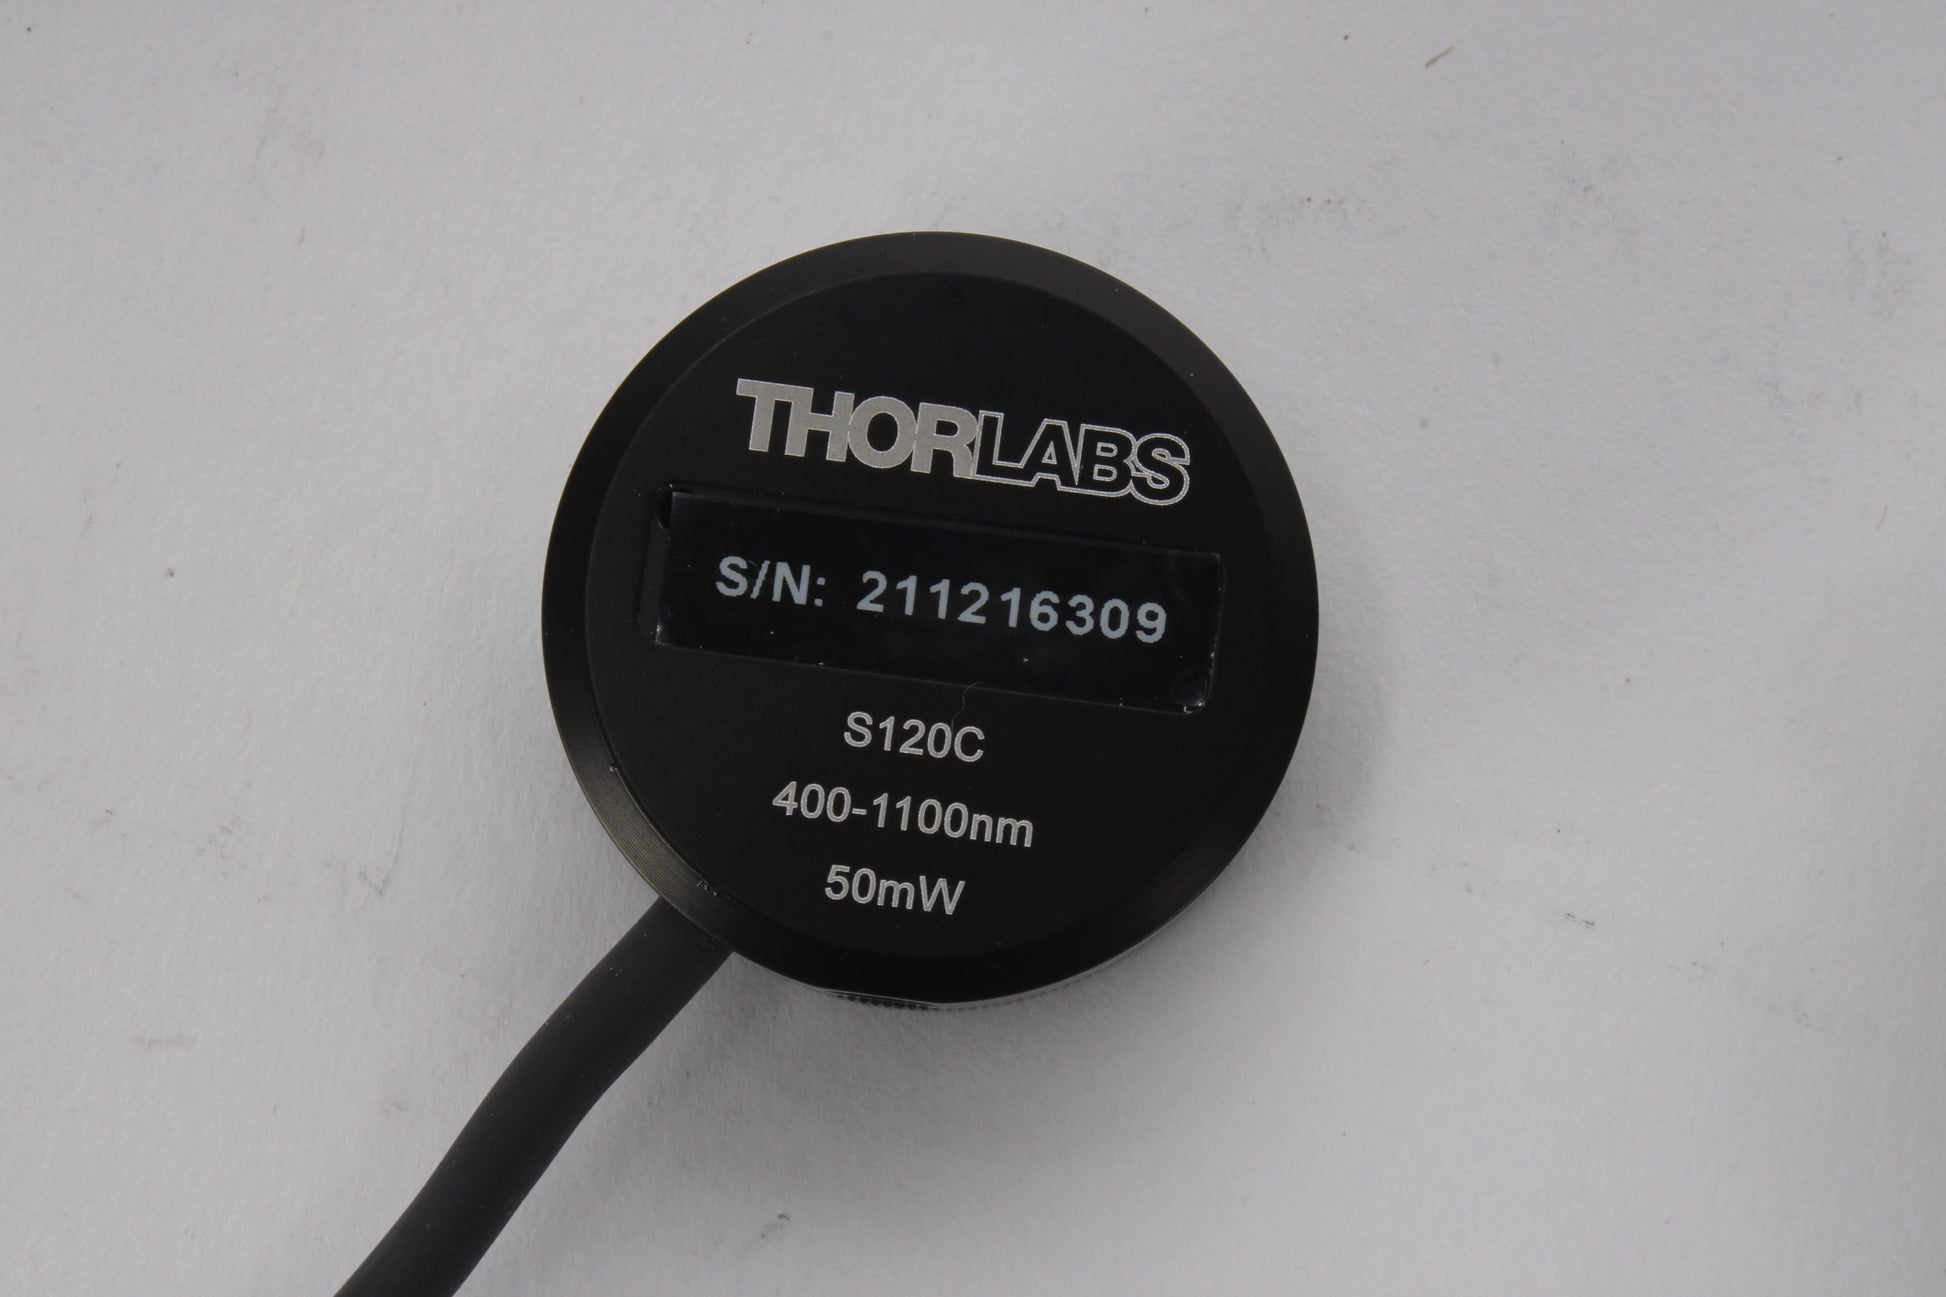 THORLABS
S/N: 211216309
S120C
400-1100nm
50mW